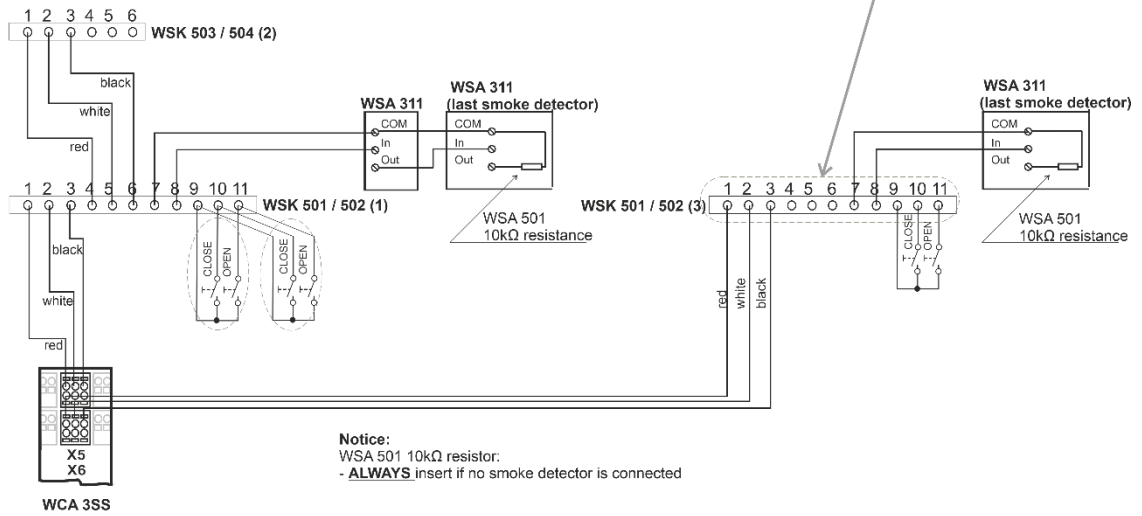 1 2 3 4 5 6
WSK 503 / 504 (2)
black
white
red
WSA 311
COM
In
Out
WSA 311
(last smoke detector)
COM
In
Out
WSA 501
10kΩ resistance
1 2 3 4 5 6 7 8 9 10 11
WSK 501 / 502 (1)
CLOSE
OPEN
CLOSE
OPEN
black
white
red
X5
X6
WCA 3SS
WSA 311
(last smoke detector)
COM
In
Out
WSA 501
10kΩ resistance
WSK 501 / 502 (3)
1 2 3 4 5 6 7 8 9 10 11
CLOSE
OPEN
red
white
black
Notice:
WSA 501 10kΩ resistor:
- ALWAYS insert if no smoke detector is connected